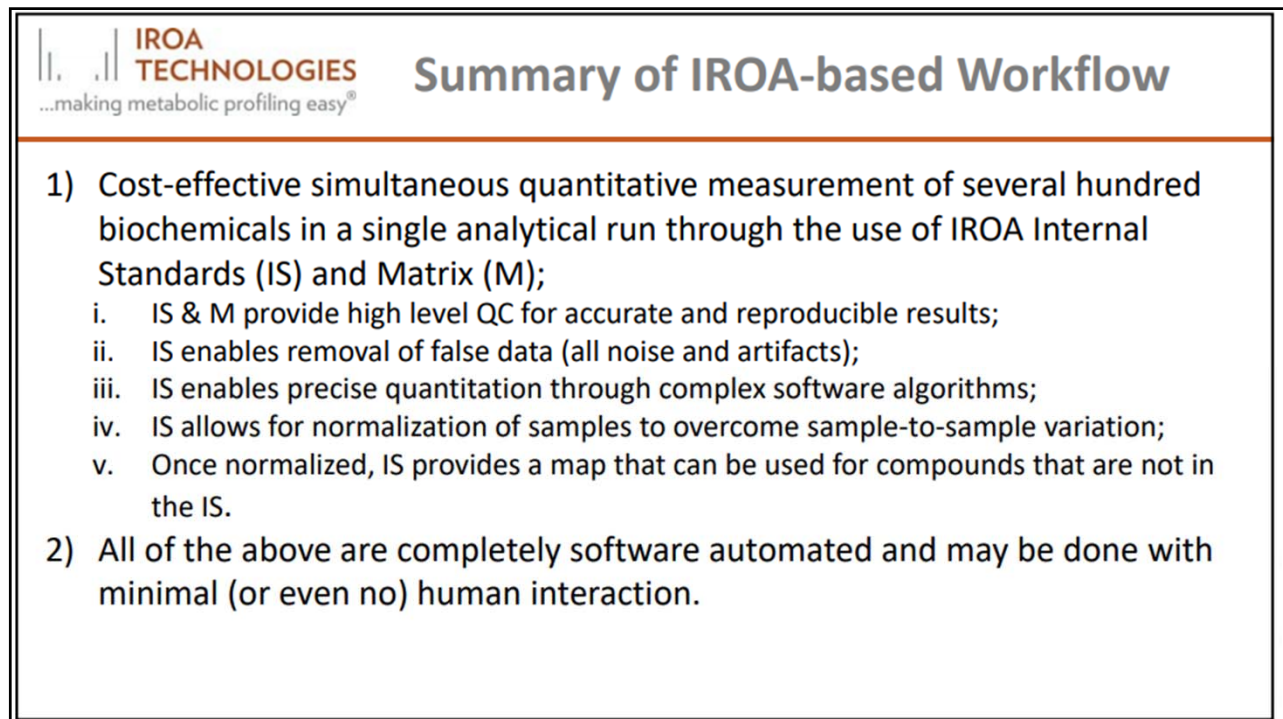 IROA
TECHNOLOGIES
...making metabolic profiling easy®
Summary of IROA-based Workflow
1) Cost-effective simultaneous quantitative measurement of several hundred
biochemicals in a single analytical run through the use of IROA Internal
Standards (IS) and Matrix (M);
i. IS & M provide high level QC for accurate and reproducible results;
ii. IS enables removal of false data (all noise and artifacts);
iii. IS enables precise quantitation through complex software algorithms;
iv. IS allows for normalization of samples to overcome sample-to-sample variation;
v. Once normalized, IS provides a map that can be used for compounds that are not in
the IS.
2) All of the above are completely software automated and may be done with
minimal (or even no) human interaction.